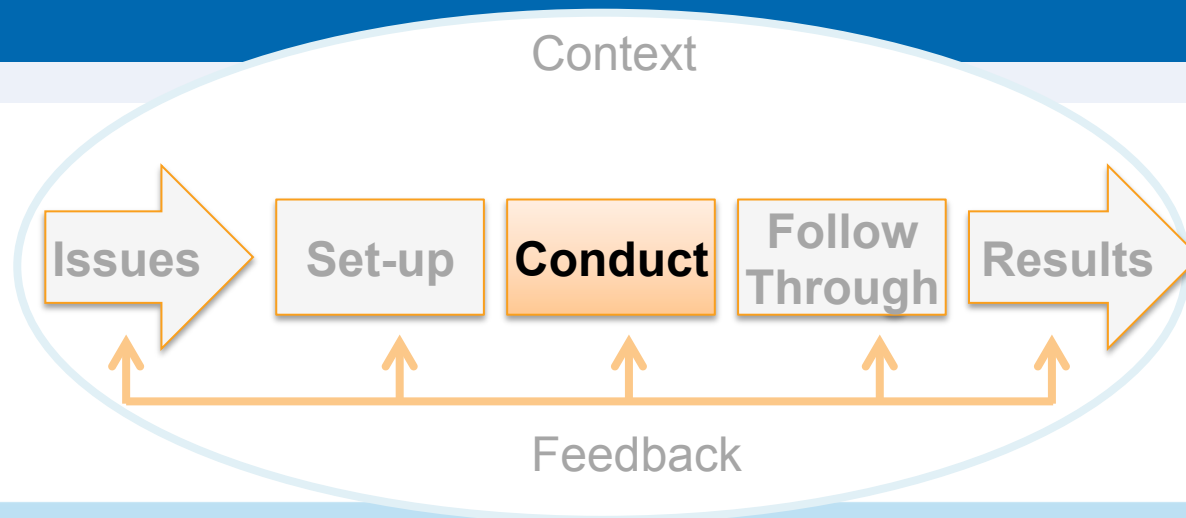 Context
Issues
Set-up
Conduct
Follow
Through
Results
Feedback